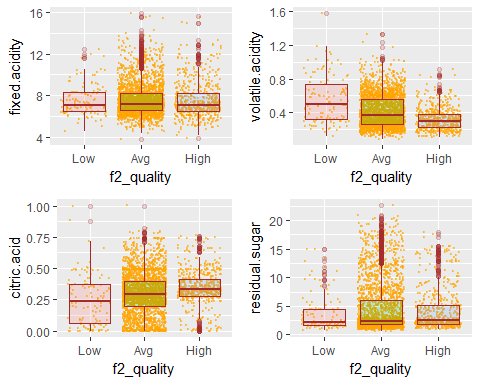 fixed.acidity
16
12
8
4
Low Avg High
f2_quality
volatile.acidity
1.6
1.2
0.8
0.4
Low Avg High
f2_quality
citric.acid
1.00
0.75
0.50
0.25
0.00
Low Avg High
f2_quality
residual.sugar
20
15
10
5
0
Low Avg High
f2_quality